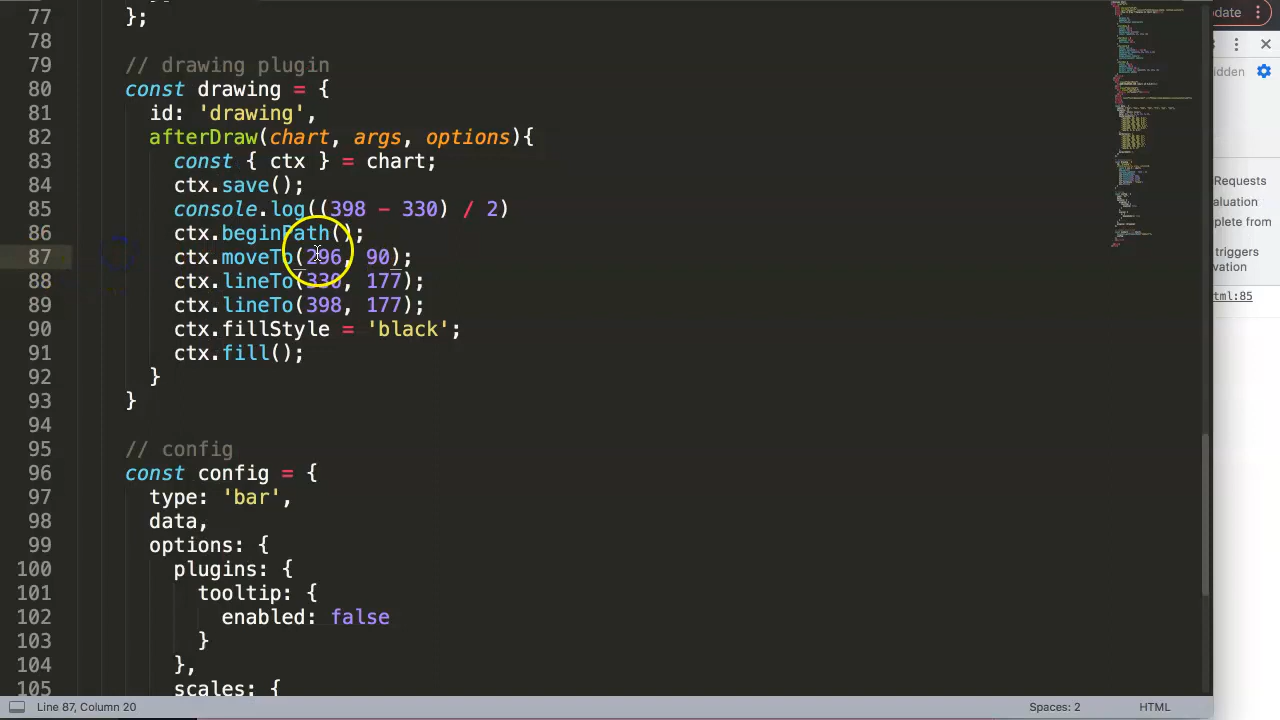 77 };
78
79 // drawing plugin
80 const drawing = {
81 id: 'drawing',
82 afterDraw(chart, args, options){
83 const { ctx } = chart;
84 ctx.save();
85 console.log((398 - 330) / 2)
86 ctx.beginPath();
87 ctx.moveTo(296, 90);
88 ctx.lineTo(330, 177);
89 ctx.lineTo(398, 177);
90 ctx.fillStyle = 'black';
91 ctx.fill();
92 }
93 }
94
95 // config
96 const config = {
97 type: 'bar',
98 data,
99 options: {
100 plugins: {
101 tooltip: {
102 enabled: false
103 }
104 },
105 scales: {
Line 87, Column 20
Spaces: 2
HTML
date
idden
Requests
valuation
plete from
triggers
vation
tml:85